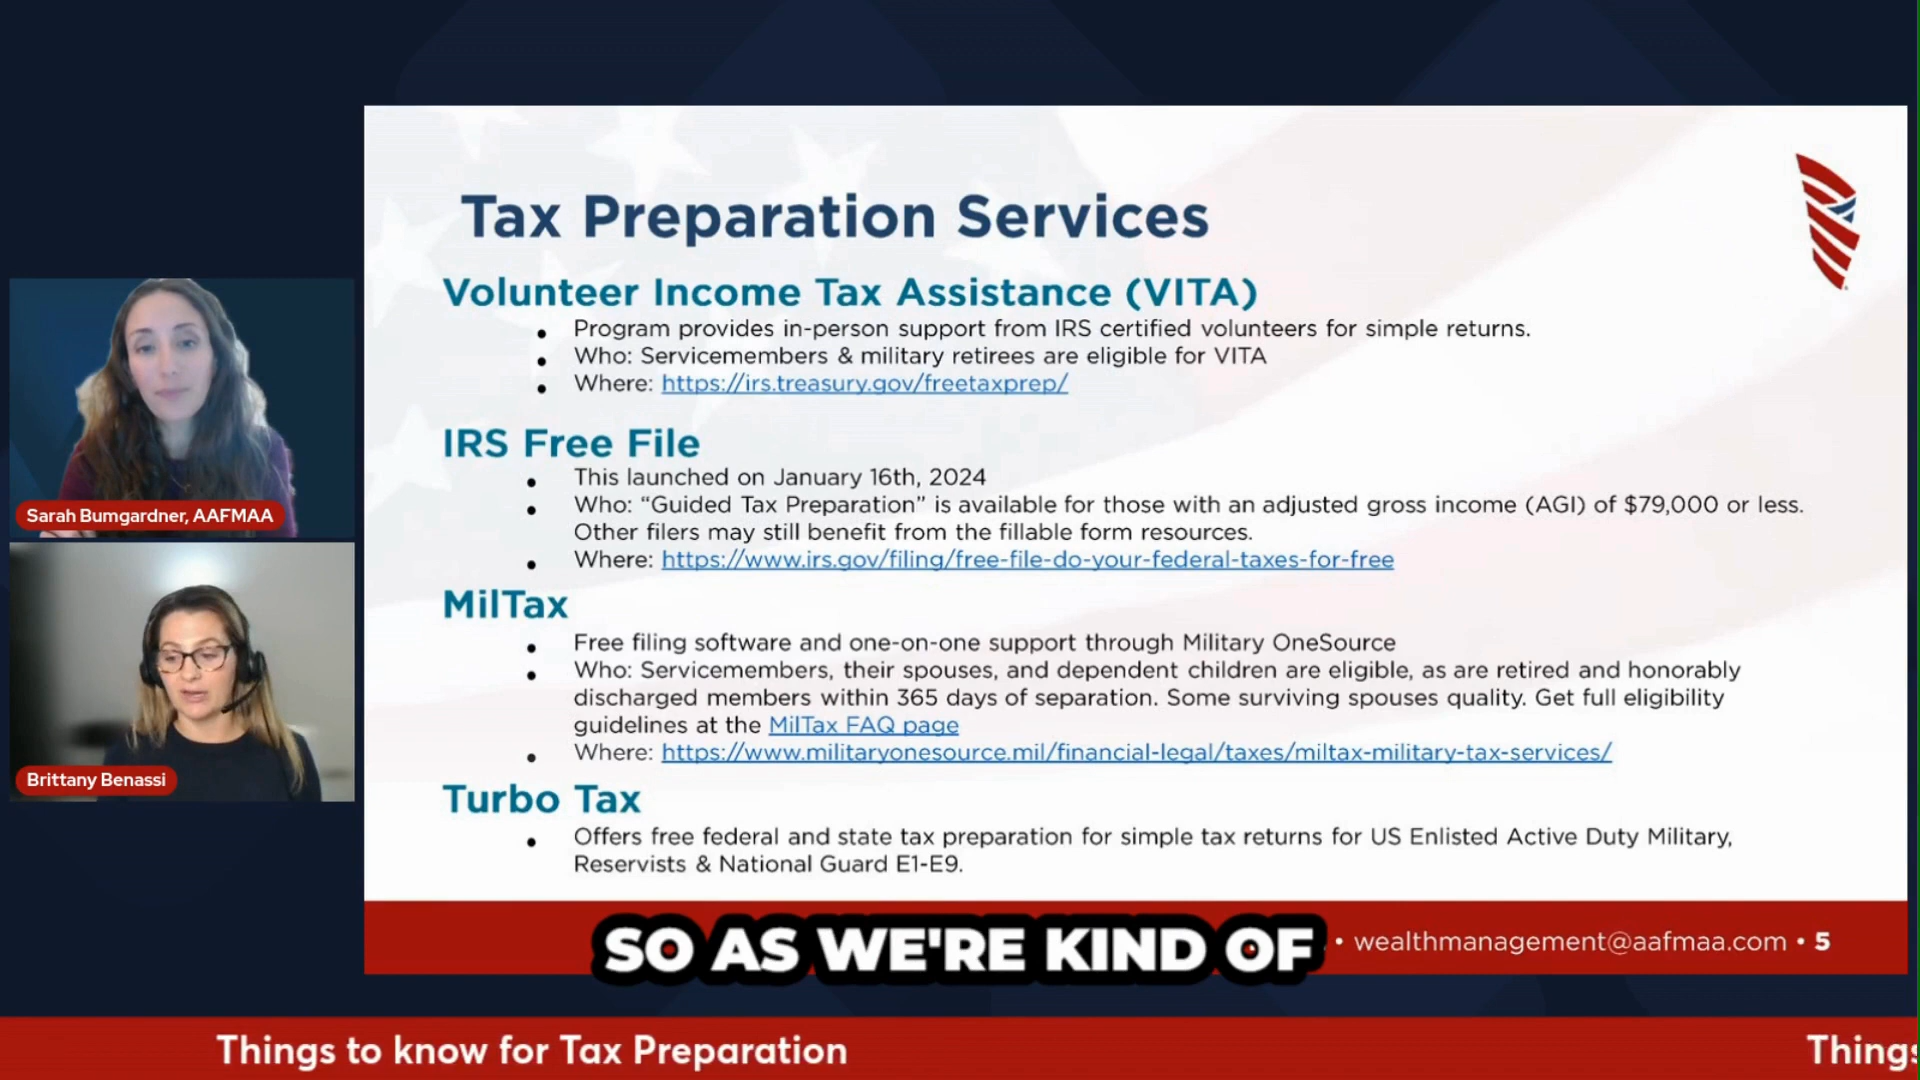 Tax Preparation Services
Volunteer Income Tax Assistance (VITA)
• Program provides in-person support from IRS certified volunteers for simple returns.
• Who: Servicemembers & military retirees are eligible for VITA
• Where: https://irs.treasury.gov/freetaxprep/
IRS Free File
• This launched on January 16th, 2024
• Who: “Guided Tax Preparation” is available for those with an adjusted gross income (AGI) of $79,000 or less.
Other filers may still benefit from the fillable form resources.
• Where: https://www.irs.gov/filing/free-file-do-your-federal-taxes-for-free
MilTax
• Free filing software and one-on-one support through Military OneSource
• Who: Servicemembers, their spouses, and dependent children are eligible, as are retired and honorably
discharged members within 365 days of separation. Some surviving spouses quality. Get full eligibility
guidelines at the MilTax FAQ page
• Where: https://www.militaryonesource.mil/financial-legal/taxes/miltax-military-tax-services/
Turbo Tax
• Offers free federal and state tax preparation for simple tax returns for US Enlisted Active Duty Military,
Reservists & National Guard E1-E9.
Sarah Bumgardner, AAFMAA
Brittany Benassi
SO AS WE'RE KIND OF
• wealthmanagement@aafmaa.com • 5
Things to know for Tax Preparation
Things